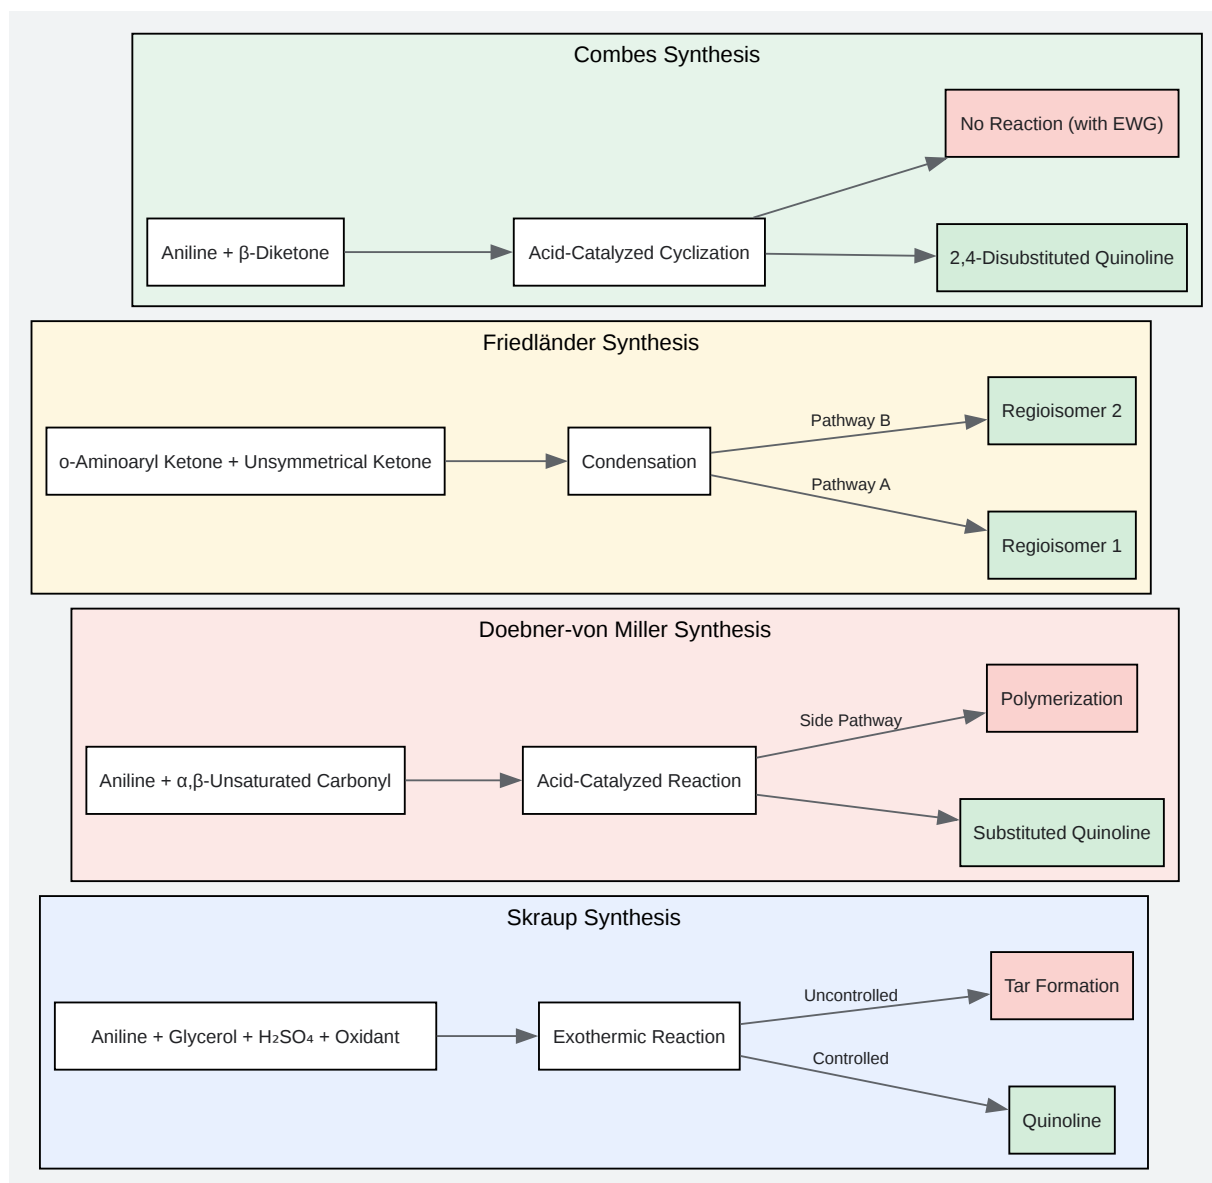 Combes Synthesis
No Reaction (with EWG)
Aniline + β-Diketone
Acid-Catalyzed Cyclization
2,4-Disubstituted Quinoline
Friedländer Synthesis
Regioisomer 2
Pathway B
o-Aminoaryl Ketone + Unsymmetrical Ketone
Condensation
Pathway A
Regioisomer 1
Doebner-von Miller Synthesis
Polymerization
Side Pathway
Aniline + α,β-Unsaturated Carbonyl
Acid-Catalyzed Reaction
Substituted Quinoline
Skraup Synthesis
Tar Formation
Uncontrolled
Aniline + Glycerol + H₂SO₄ + Oxidant
Exothermic Reaction
Controlled
Quinoline